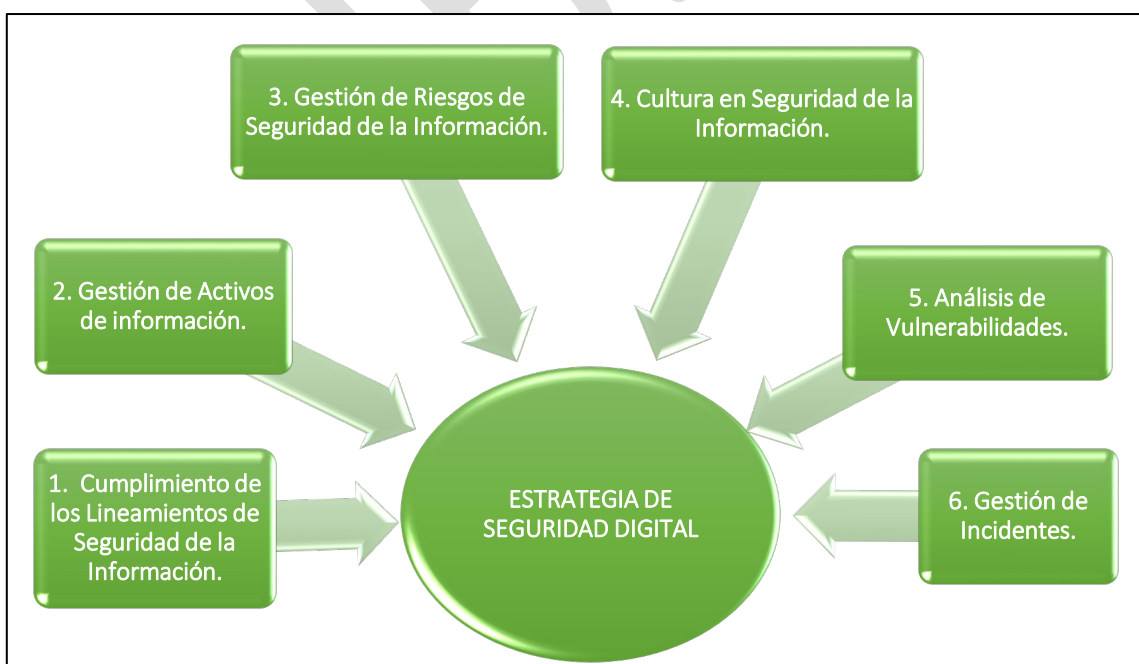 3. Gestión de Riesgos de
Seguridad de la Información.
4. Cultura en Seguridad de la
Información.
2. Gestión de Activos
de información.
5. Análisis de
Vulnerabilidades.
1. Cumplimiento de
los Lineamientos de
Seguridad de la
Información.
ESTRATEGIA DE
SEGURIDAD DIGITAL
6. Gestión de
Incidentes.